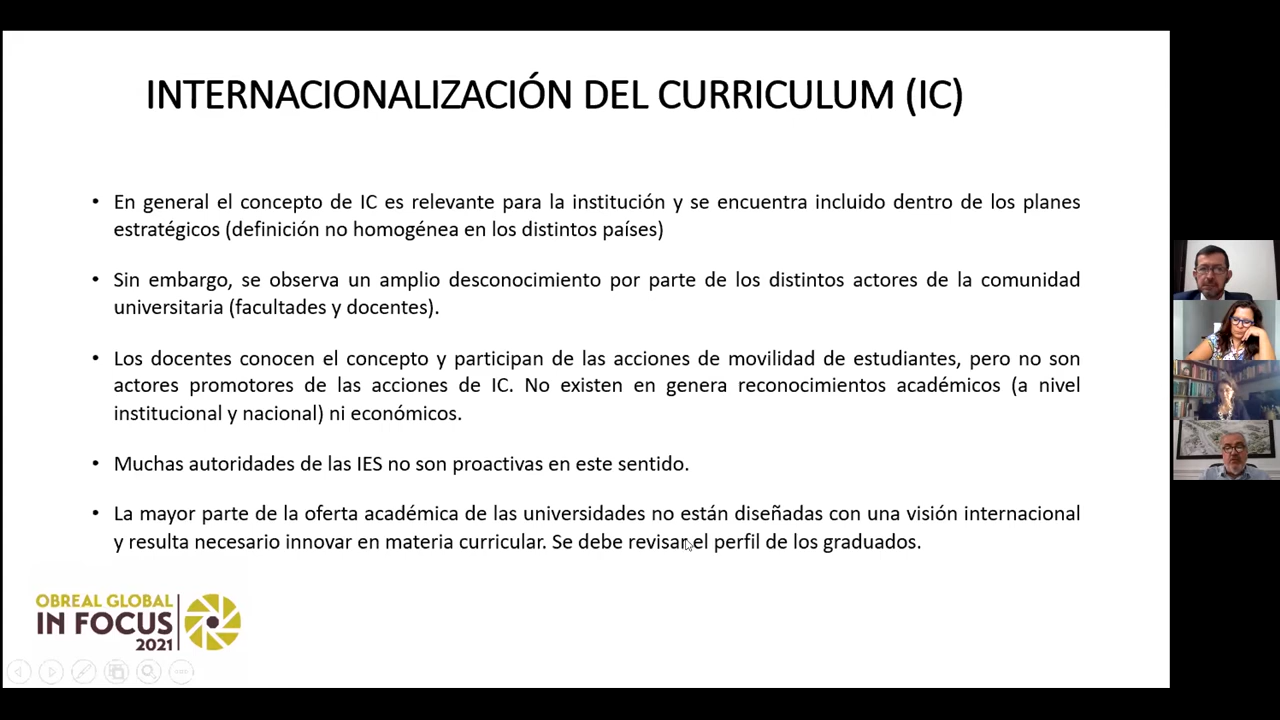 INTERNACIONALIZACIÓN DEL CURRICULUM (IC)
• En general el concepto de IC es relevante para la institución y se encuentra incluido dentro de los planes
estratégicos (definición no homogénea en los distintos países)
• Sin embargo, se observa un amplio desconocimiento por parte de los distintos actores de la comunidad
universitaria (facultades y docentes).
• Los docentes conocen el concepto y participan de las acciones de movilidad de estudiantes, pero no son
actores promotores de las acciones de IC. No existen en genera reconocimientos académicos (a nivel
institucional y nacional) ni económicos.
• Muchas autoridades de las IES no son proactivas en este sentido.
• La mayor parte de la oferta académica de las universidades no están diseñadas con una visión internacional
y resulta necesario innovar en materia curricular. Se debe revisar el perfil de los graduados.
OBREAL GLOBAL
IN FOCUS
2021